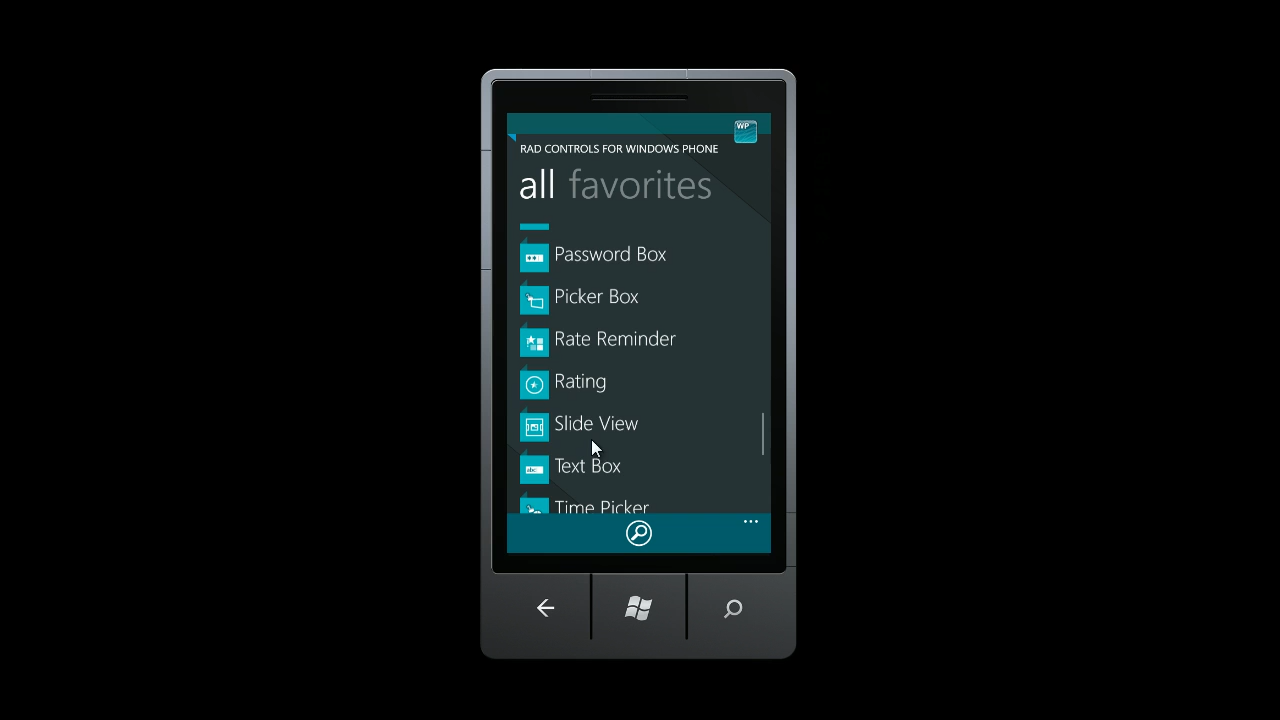 WP
RAD CONTROLS FOR WINDOWS PHONE
all favorites
Password Box
Picker Box
Rate Reminder
Rating
Slide View
abc
Text Box
Time Picker